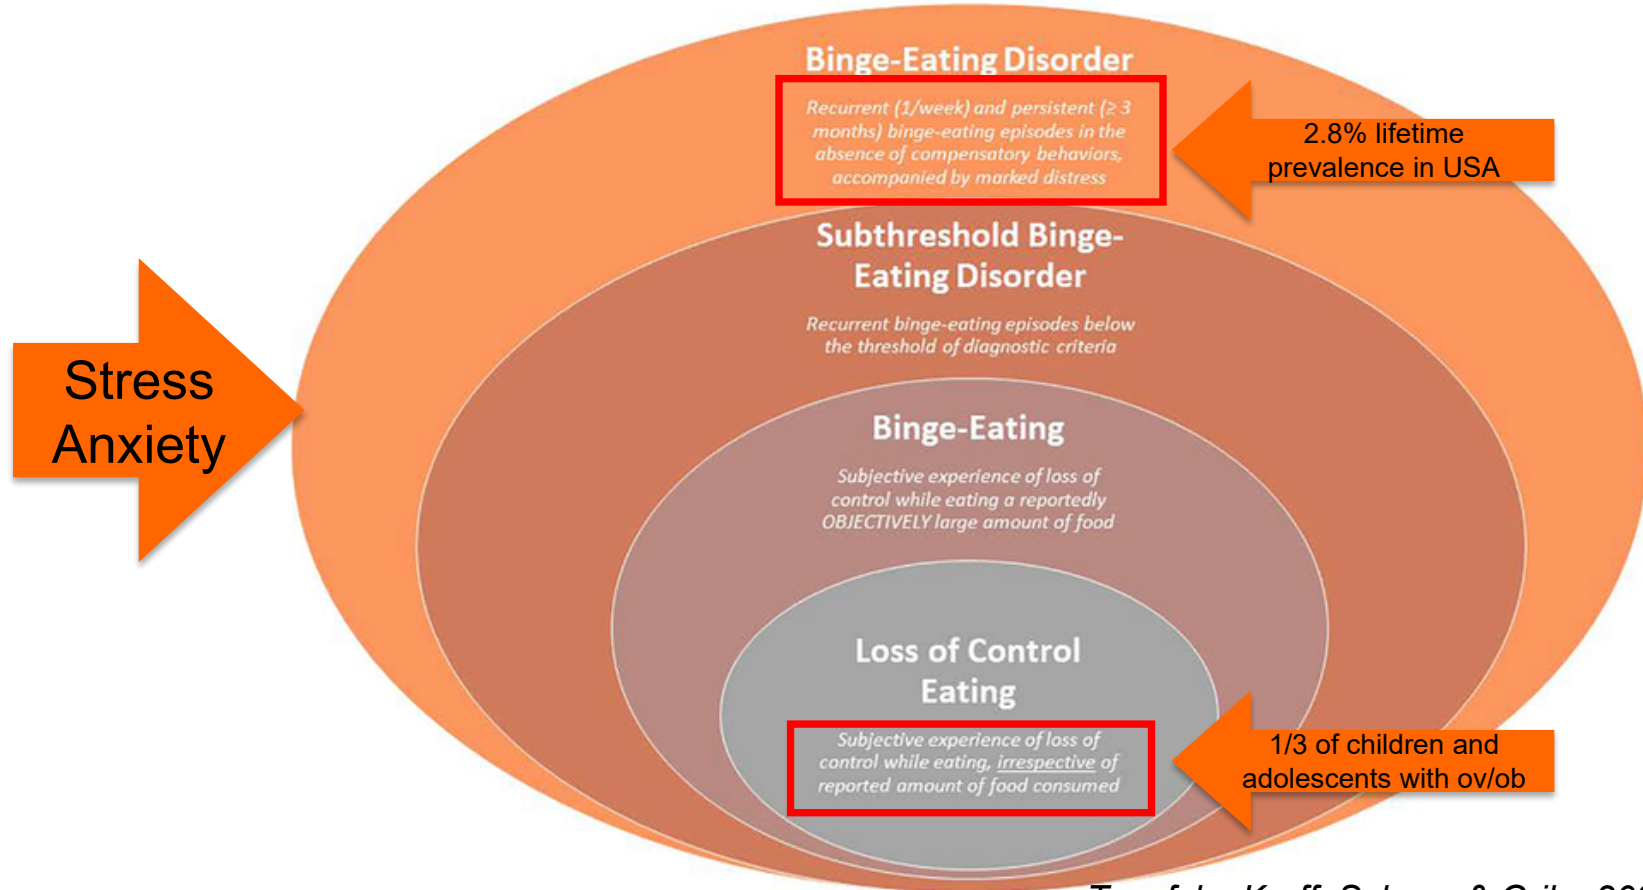 Binge-Eating Disorder
Recurrent (1/week) and persistent (≥ 3
months) binge-eating episodes in the
absence of compensatory behaviors,
accompanied by marked distress
2.8% lifetime
prevalence in USA
Subthreshold Binge-
Eating Disorder
Recurrent binge-eating episodes below
the threshold of diagnostic criteria
Stress
Anxiety
Binge-Eating
Subjective experience of loss of
control while eating a reportedly
OBJECTIVELY large amount of food
Loss of Control
Eating
Subjective experience of loss of
control while eating, irrespective of
reported amount of food consumed
1/3 of children and
adolescents with ov/ob